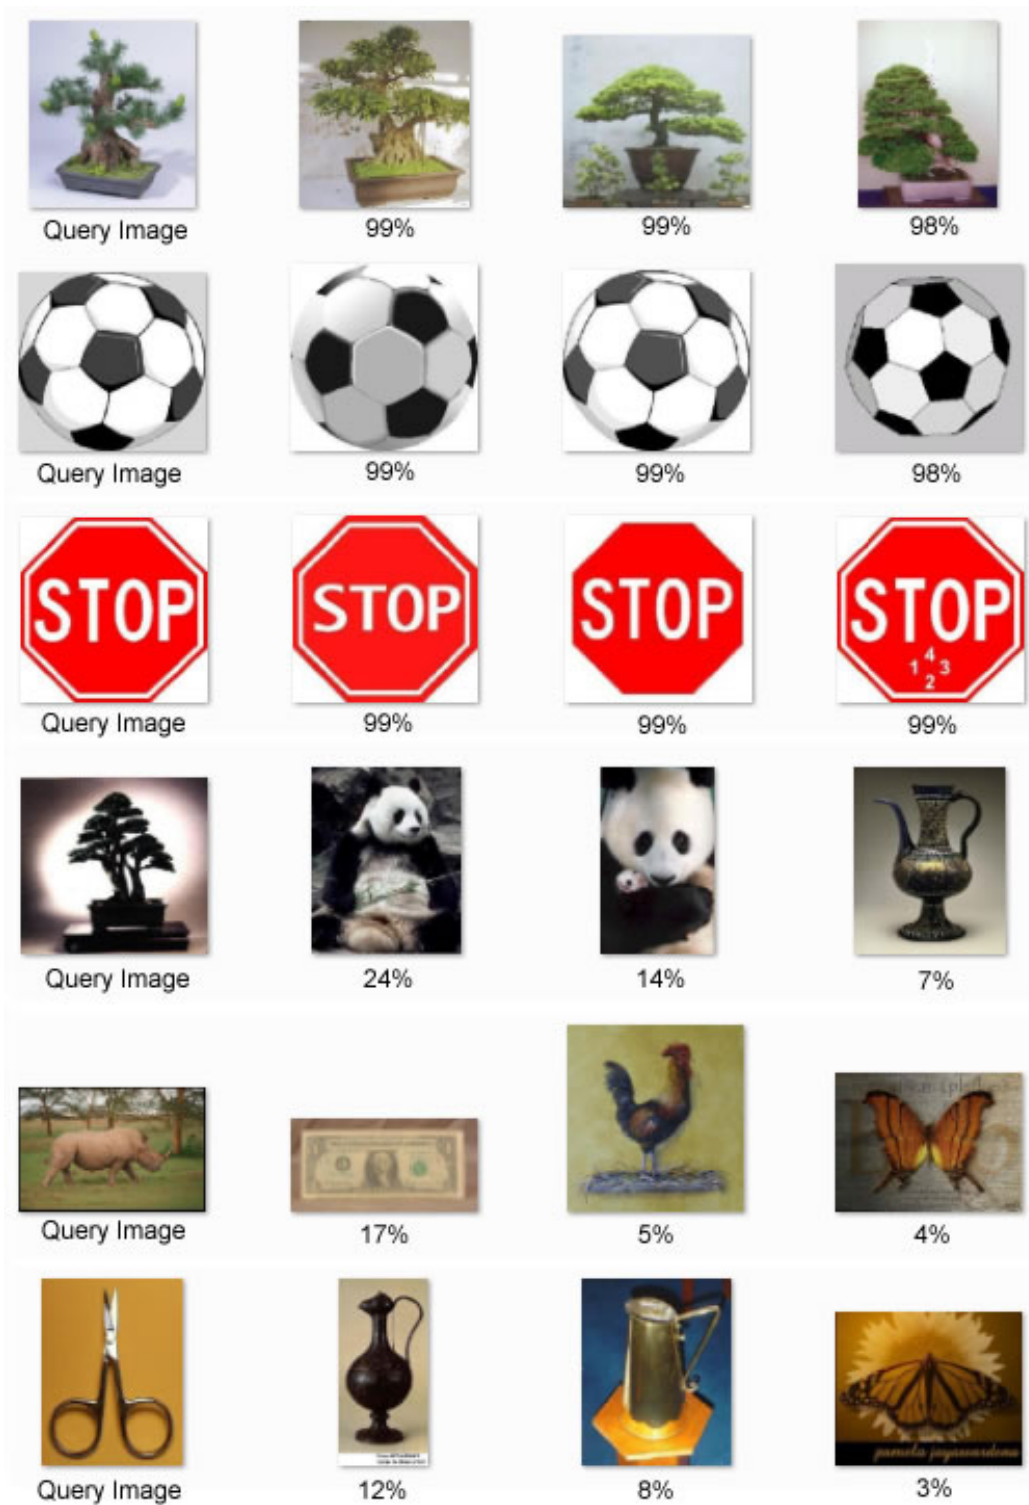 Query Image 99% 99% 98%
Query Image 99% 99% 98%
STOP STOP STOP STOP
1 4 3
2
Query Image 99% 99% 99%
Query Image 24% 14% 7%
Query Image 17% 5% 4%
pamela jayawardena
Query Image 12% 8% 3%